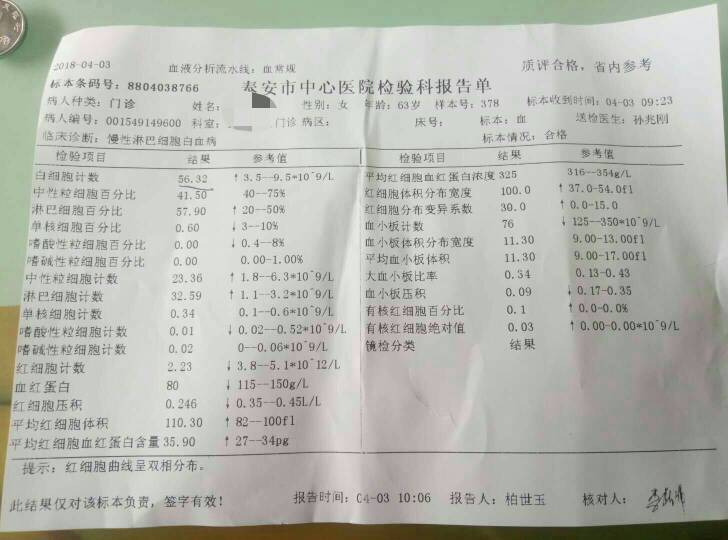 2018-04-03 血液分析流水线：血常规 质评合格，省内参考
标本条码号：8804038766 泰安市中心医院检验科报告单
病人种类：门诊 姓名： 性别：女 年龄：63岁 样本号：378 标本收到时间：04-03 09:23
病人编号：001549149600 科室： 门诊 病区： 床号： 标本：血 送检医生：孙兆刚
临床诊断：慢性淋巴细胞白血病 标本情况：合格
检验项目 结果 参考值 检验项目 结果 参考值
白细胞计数 56.32 ↑ 3.5--9.5*10^9/L 平均红细胞血红蛋白浓度 325 316--354g/L
中性粒细胞百分比 41.50 40--75% 红细胞体积分布宽度 100.0 ↑ 37.0-54.0fl
淋巴细胞百分比 57.90 ↑ 20--50% 红细胞分布变异系数 30.0 ↑ 0.0-15.0
单核细胞百分比 0.60 ↓ 3--10% 血小板计数 76 ↓ 125--350*10^9/L
嗜酸性粒细胞百分比 0.00 ↓ 0.4--8% 血小板体积分布宽度 11.30 9.00-13.00fl
嗜碱性粒细胞百分比 0.00 0.00-1.00% 平均血小板体积 11.30 9.00-17.00fl
中性粒细胞计数 23.36 ↑ 1.8--6.3*10^9/L 大血小板比率 0.34 0.13-0.43
淋巴细胞计数 32.59 ↑ 1.1--3.2*10^9/L 血小板压积 0.09 ↓ 0.17-0.35
单核细胞计数 0.34 0.1--0.6*10^9/L 有核红细胞百分比 0.1 ↑ 0.0-0.0%
嗜酸性粒细胞计数 0.01 ↓ 0.02--0.52*10^9/L 有核红细胞绝对值 0.03 ↑ 0.00-0.00*10^9/L
嗜碱性粒细胞计数 0.02 0--0.06*10^9/L 镜检分类 结果
红细胞计数 2.23 ↓ 3.8--5.1*10^12/L
血红蛋白 80 ↓ 115--150g/L
红细胞压积 0.246 ↓ 0.35--0.45L/L
平均红细胞体积 110.30 ↑ 82--100fl
平均红细胞血红蛋白含量 35.90 ↑ 27--34pg
提示：红细胞曲线呈双相分布。
此结果仅对该标本负责，签字有效！ 报告时间：04-03 10:06 报告人：柏世玉 核对人：